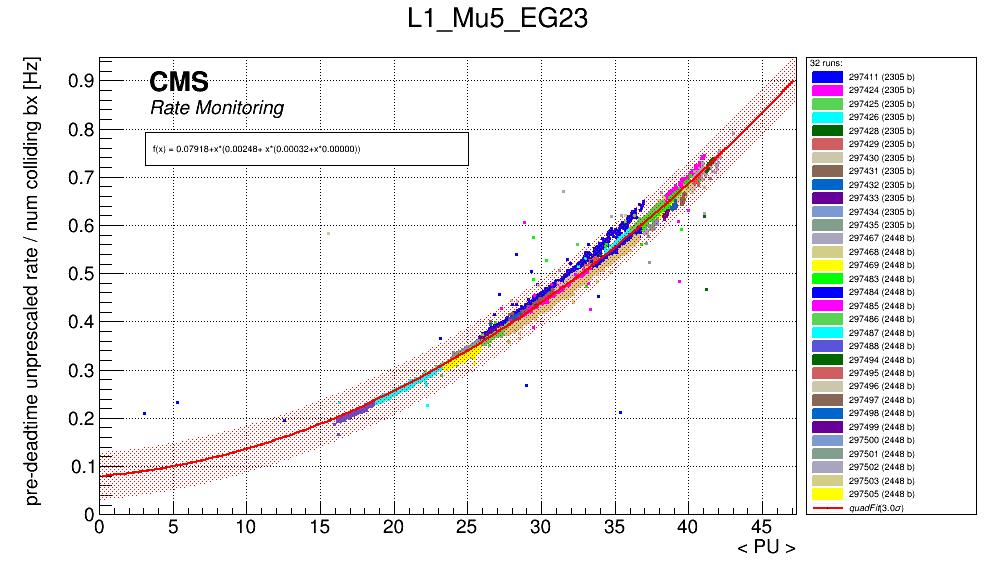 L1_Mu5_EG23
pre-deadtime unprescaled rate / num colliding bx [Hz]
CMS
Rate Monitoring
f(x) = 0.07918+x*(0.00248+ x*(0.00032+x*0.00000))
0.9
0.8
0.7
0.6
0.5
0.4
0.3
0.2
0.1
0
0 5 10 15 20 25 30 35 40 45
< PU >
32 runs:
297411 (2305 b)
297424 (2305 b)
297425 (2305 b)
297426 (2305 b)
297428 (2305 b)
297429 (2305 b)
297430 (2305 b)
297431 (2305 b)
297432 (2305 b)
297433 (2305 b)
297434 (2305 b)
297435 (2305 b)
297467 (2448 b)
297468 (2448 b)
297469 (2448 b)
297483 (2448 b)
297484 (2448 b)
297485 (2448 b)
297486 (2448 b)
297487 (2448 b)
297488 (2448 b)
297494 (2448 b)
297495 (2448 b)
297496 (2448 b)
297497 (2448 b)
297498 (2448 b)
297499 (2448 b)
297500 (2448 b)
297501 (2448 b)
297502 (2448 b)
297503 (2448 b)
297505 (2448 b)
quadFit(3.0σ)